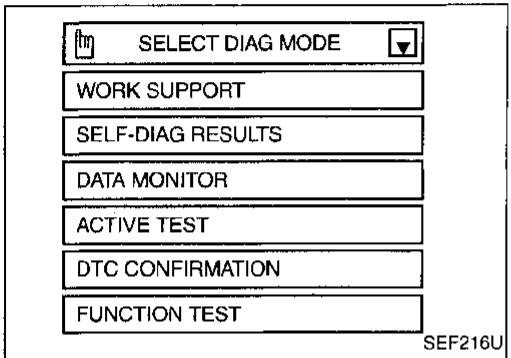 SELECT DIAG MODE
WORK SUPPORT
SELF-DIAG RESULTS
DATA MONITOR
ACTIVE TEST
DTC CONFIRMATION
FUNCTION TEST
SEF216U